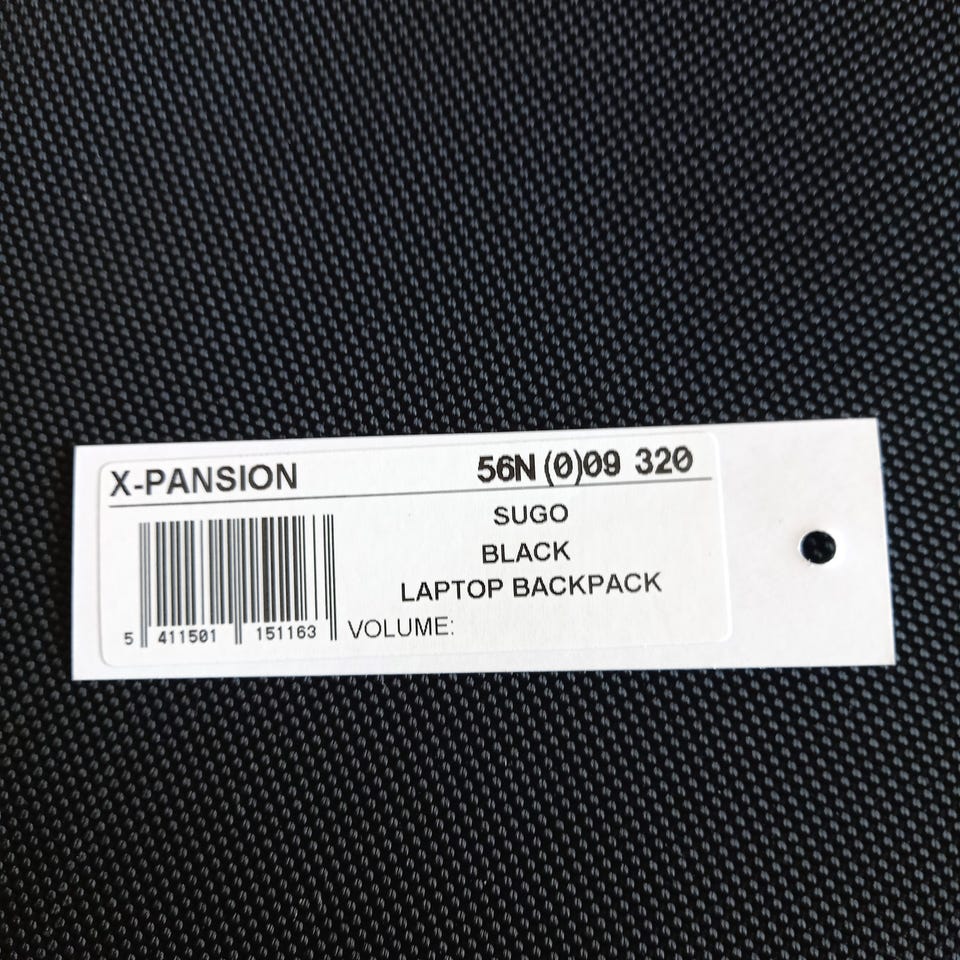 X-PANSION 56N (0)09 320
SUGO
BLACK
LAPTOP BACKPACK
5 411501 151163 VOLUME: